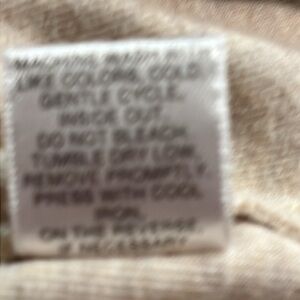 MACHINE WASH WITH
LIKE COLORS, COLD,
GENTLE CYCLE,
INSIDE OUT.
DO NOT BLEACH.
TUMBLE DRY LOW,
REMOVE PROMPTLY.
PRESS WITH COOL
IRON,
ON THE REVERSE,
IF NECESSARY